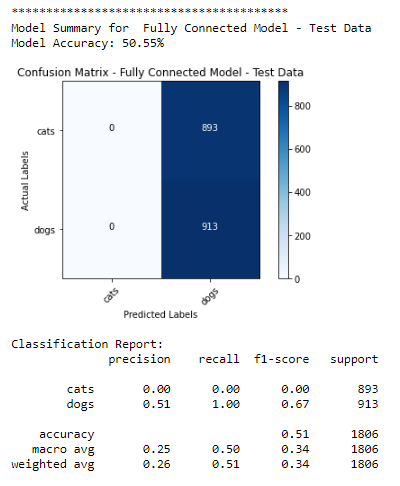 ****************************************
Model Summary for  Fully Connected Model - Test Data
Model Accuracy: 50.55%
Confusion Matrix - Fully Connected Model - Test Data
cats 0 893
800
600
Actual Labels
400
dogs 0 913
200
0
cats dogs
Predicted Labels
Classification Report:
precision    recall  f1-score   support
cats       0.00      0.00      0.00       893
dogs       0.51      1.00      0.67       913
accuracy                           0.51      1806
macro avg       0.25      0.50      0.34      1806
weighted avg       0.26      0.51      0.34      1806